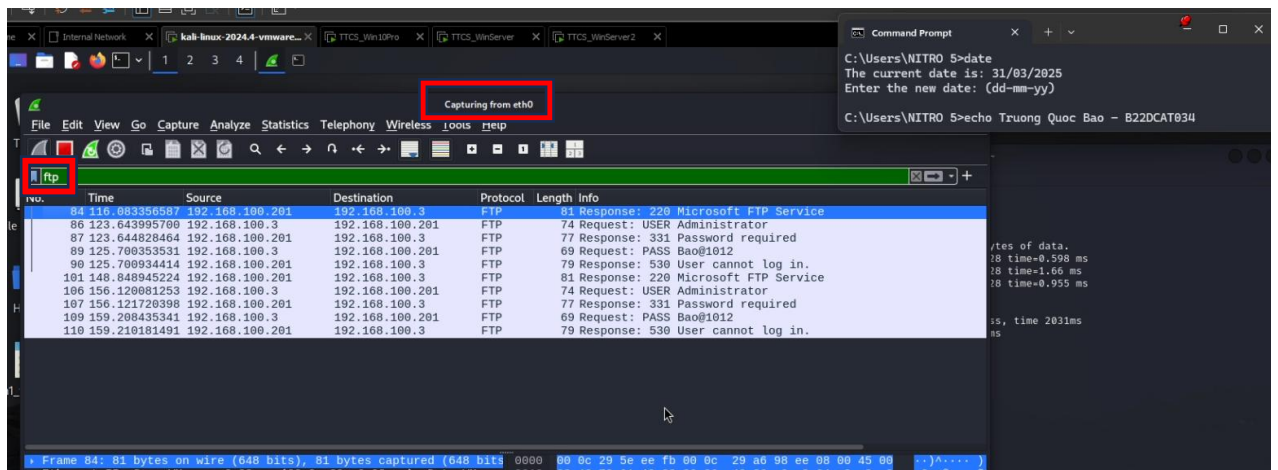 Internal Network
kali-linux-2024.4-vmware...
TTCS_Win10Pro
TTCS_WinServer
TTCS_WinServer2
1 2 3 4
Command Prompt
C:\Users\NITRO 5>date
The current date is: 31/03/2025
Enter the new date: (dd-mm-yy)
C:\Users\NITRO 5>echo Truong Quoc Bao - B22DCAT034
Capturing from eth0
File Edit View Go Capture Analyze Statistics Telephony Wireless Tools Help
ftp
No. Time Source Destination Protocol Length Info
84 116.083356587 192.168.100.201 192.168.100.3 FTP 81 Response: 220 Microsoft FTP Service
86 123.643995700 192.168.100.3 192.168.100.201 FTP 74 Request: USER Administrator
87 123.644828464 192.168.100.201 192.168.100.3 FTP 77 Response: 331 Password required
89 125.700353531 192.168.100.3 192.168.100.201 FTP 69 Request: PASS Bao@1012
90 125.700934414 192.168.100.201 192.168.100.3 FTP 79 Response: 530 User cannot log in.
101 148.848945224 192.168.100.201 192.168.100.3 FTP 81 Response: 220 Microsoft FTP Service
106 156.120081253 192.168.100.3 192.168.100.201 FTP 74 Request: USER Administrator
107 156.121720398 192.168.100.201 192.168.100.3 FTP 77 Response: 331 Password required
109 159.208435341 192.168.100.3 192.168.100.201 FTP 69 Request: PASS Bao@1012
110 159.210181491 192.168.100.201 192.168.100.3 FTP 79 Response: 530 User cannot log in.
of data.
time=0.598 ms
time=1.66 ms
time=0.955 ms
time 2031ms
Frame 84: 81 bytes on wire (648 bits), 81 bytes captured (648 bits 0000 00 0c 29 5e ee fb 00 0c 29 a6 98 ee 08 00 45 00